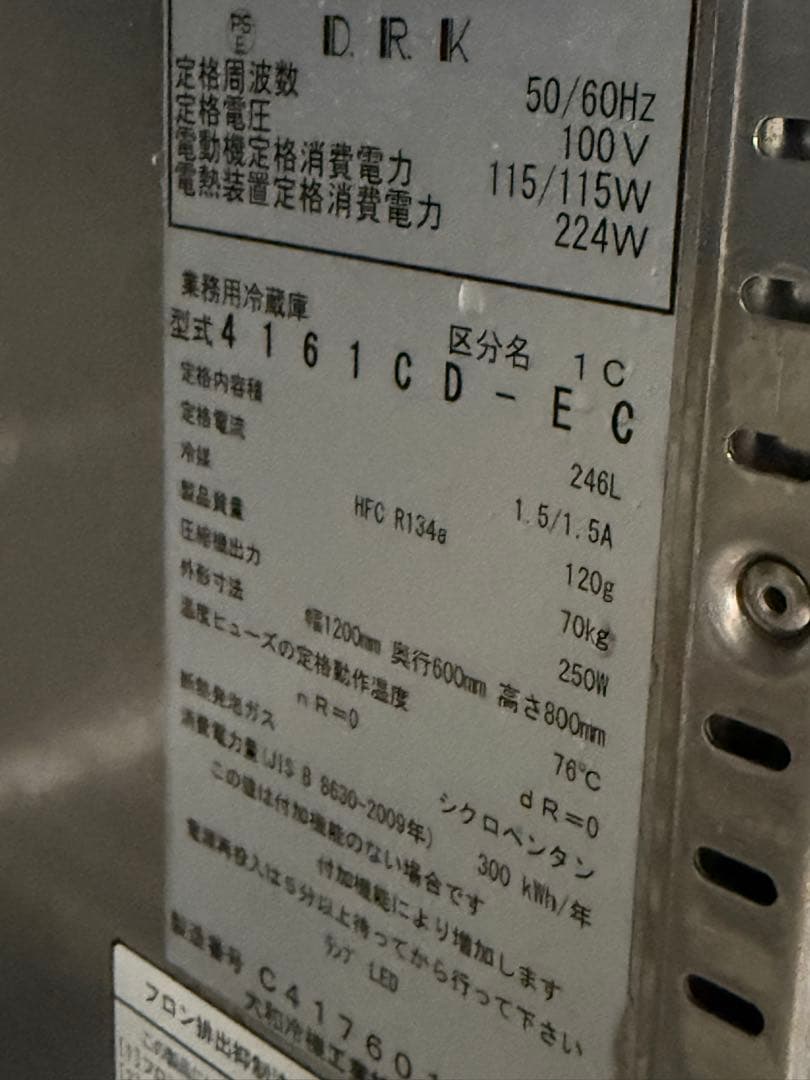 PS E D.R.K
定格周波数 50/60Hz
定格電圧 100V
電動機定格消費電力 115/115W
電熱装置定格消費電力 224W
業務用冷蔵庫 区分名 1C
型式 4161CD-EC
定格内容積 246L
定格電流 1.5/1.5A
冷媒 HFC R134a 120g
製品質量 70kg
圧縮機出力 250W
外形寸法 幅1200mm 奥行600mm 高さ800mm
温度ヒューズの定格動作温度 76℃
nR=0 dR=0
断熱発泡ガス シクロペンタン
消費電力量(JIS B 8630-2009年) 300 kWh/年
この値は付加機能のない場合です
付加機能により増加します
電源再投入は5分以上待ってから行って下さい
ランプ LED
製造番号 C417601
大和冷機工業
フロン排出抑制
この製品